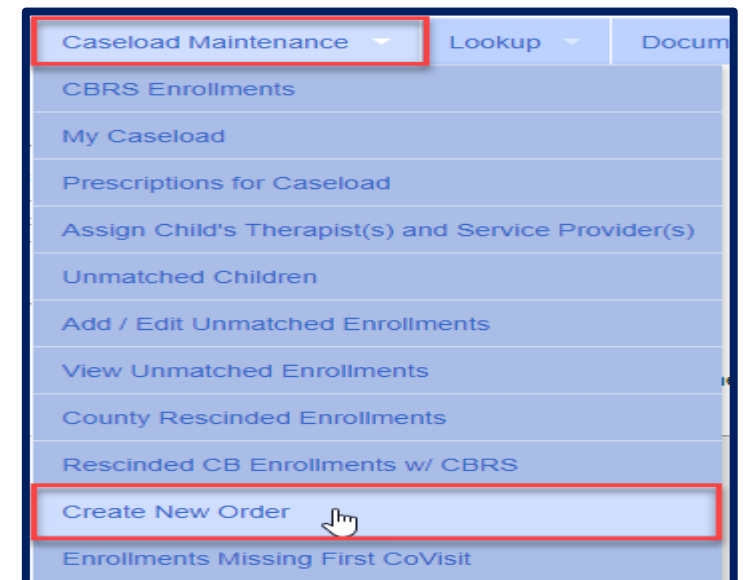 Caseload Maintenance Lookup Docum
CBRS Enrollments
My Caseload
Prescriptions for Caseload
Assign Child's Therapist(s) and Service Provider(s)
Unmatched Children
Add / Edit Unmatched Enrollments
View Unmatched Enrollments
County Rescinded Enrollments
Rescinded CB Enrollments w/ CBRS
Create New Order
Enrollments Missing First CoVisit